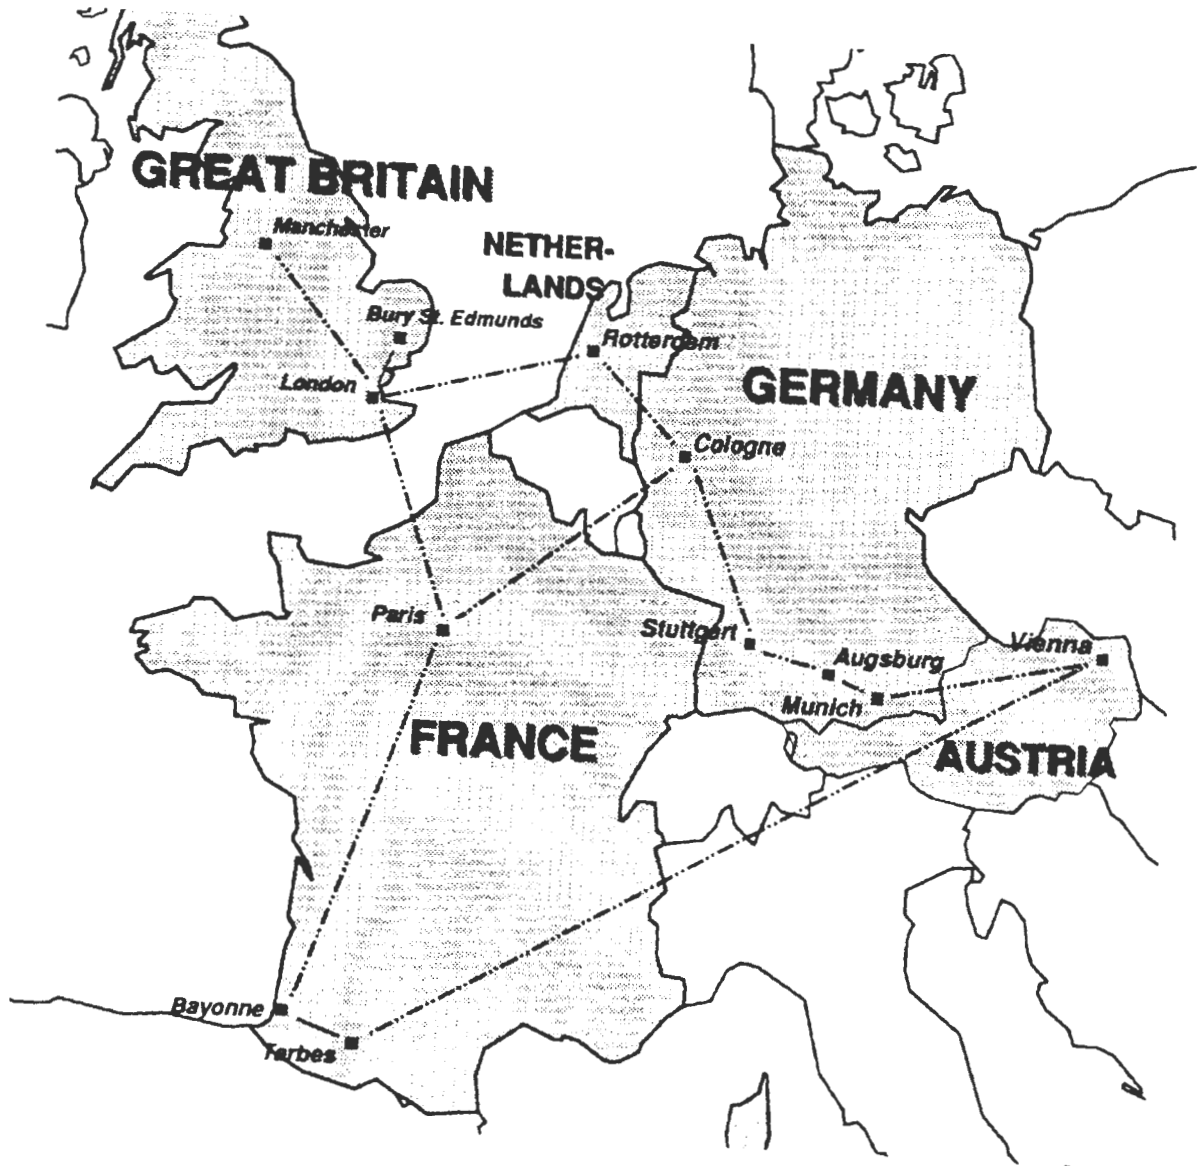 GREAT BRITAIN
Manchester
NETHER-
LANDS
Bury St. Edmunds
Rotterdam
London
GERMANY
Cologne
Paris
Stuttgart
Vienna
Augsburg
Munich
FRANCE
AUSTRIA
Bayonne
Tarbes